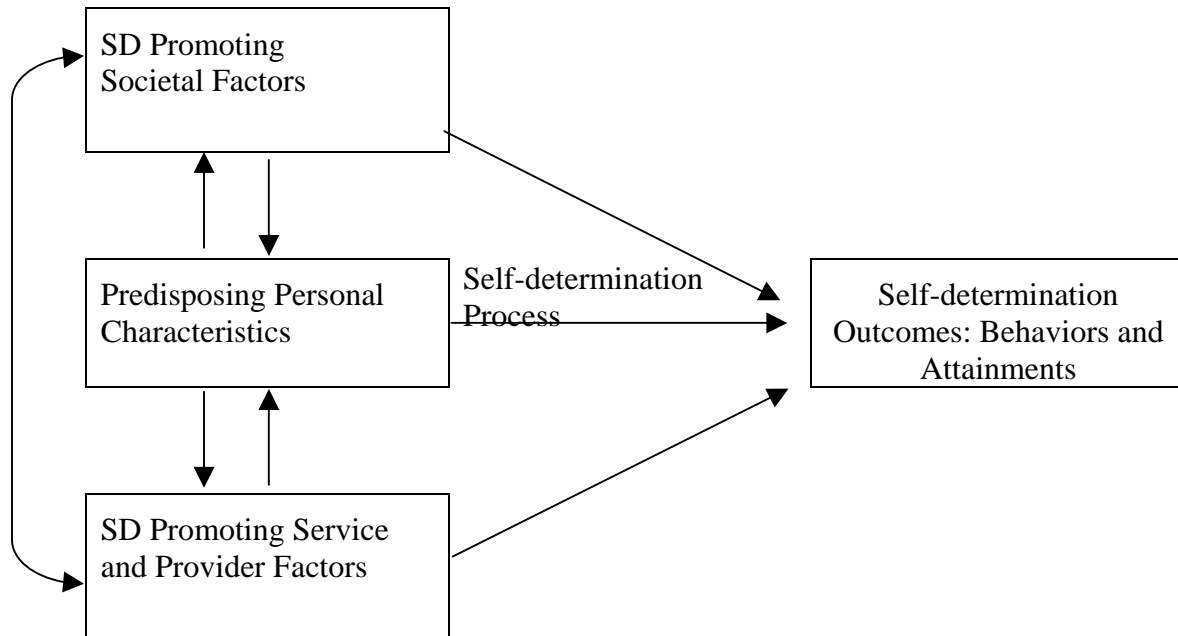 SD Promoting
Societal Factors
Predisposing Personal
Characteristics
Self-determination
Process
Self-determination
Outcomes: Behaviors and
Attainments
SD Promoting Service
and Provider Factors